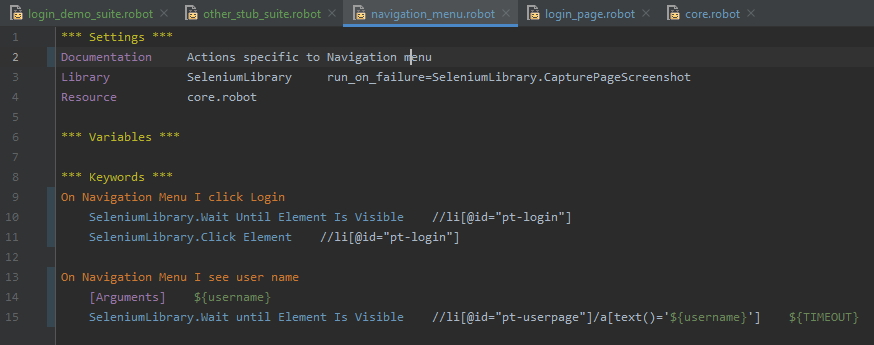 login_demo_suite.robot other_stub_suite.robot navigation_menu.robot login_page.robot core.robot
1 *** Settings ***
2 Documentation Actions specific to Navigation menu
3 Library SeleniumLibrary run_on_failure=SeleniumLibrary.CapturePageScreenshot
4 Resource core.robot
5
6 *** Variables ***
7
8 *** Keywords ***
9 On Navigation Menu I click Login
10 SeleniumLibrary.Wait Until Element Is Visible //li[@id="pt-login"]
11 SeleniumLibrary.Click Element //li[@id="pt-login"]
12
13 On Navigation Menu I see user name
14 [Arguments] ${username}
15 SeleniumLibrary.Wait until Element Is Visible //li[@id="pt-userpage"]/a[text()='${username}'] ${TIMEOUT}